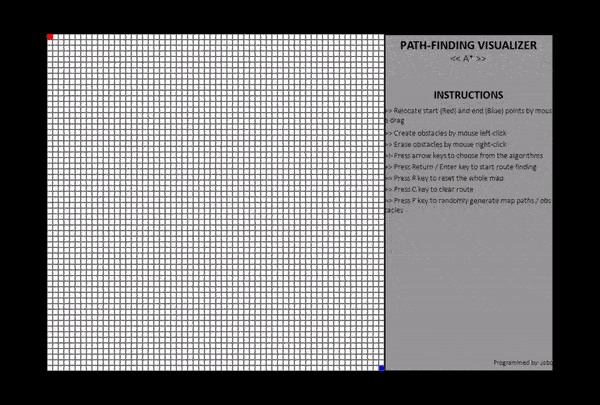 PATH-FINDING VISUALIZER
<< A* >>
INSTRUCTIONS
>> Relocate start (Red) and end (Blue) points by mous
e drag
>> Create obstacles by mouse left-click
>> Erase obstacles by mouse right-click
>> Press arrow keys to choose from the algorithms
>> Press Return / Enter key to start route finding
>> Press R key to reset the whole map
>> Press C key to clear route
>> Press F key to randomly generate map paths / obs
tacles
Programmed by: